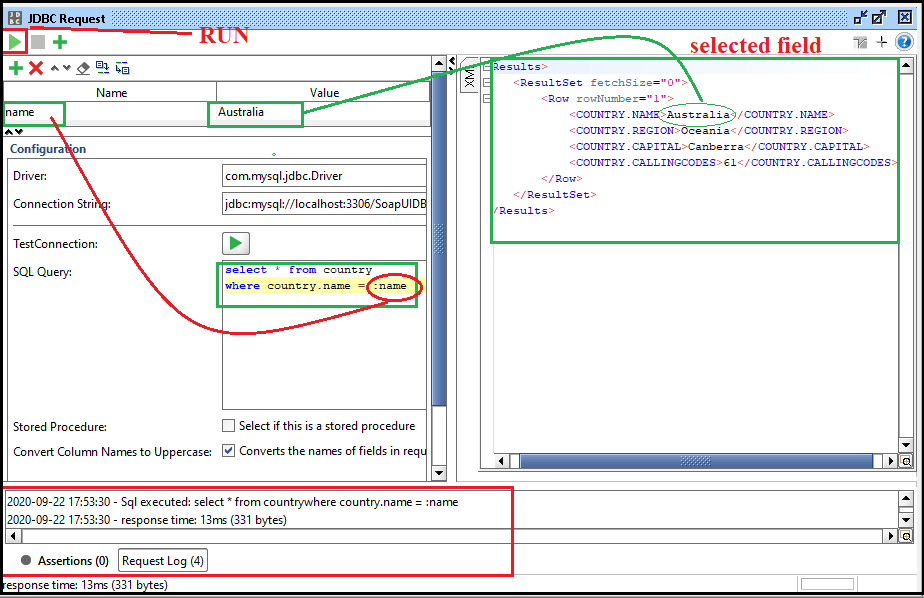 JDBC Request
RUN
selected field
Name Value
name Australia
Configuration
Driver: com.mysql.jdbc.Driver
Connection String: jdbc:mysql://localhost:3306/SoapUIDB
TestConnection:
SQL Query: select * from country
where country.name = :name
Stored Procedure: Select if this is a stored procedure
Convert Column Names to Uppercase: Converts the names of fields in requ
XM
Results>
<ResultSet fetchSize="0">
<Row rowNumber="1">
<COUNTRY.NAME>Australia</COUNTRY.NAME>
<COUNTRY.REGION>Oceania</COUNTRY.REGION>
<COUNTRY.CAPITAL>Canberra</COUNTRY.CAPITAL>
<COUNTRY.CALLINGCODES>61</COUNTRY.CALLINGCODES>
</Row>
</ResultSet>
/Results>
2020-09-22 17:53:30 - Sql executed: select * from countrywhere country.name = :name
2020-09-22 17:53:30 - response time: 13ms (331 bytes)
Assertions (0) Request Log (4)
response time: 13ms (331 bytes)